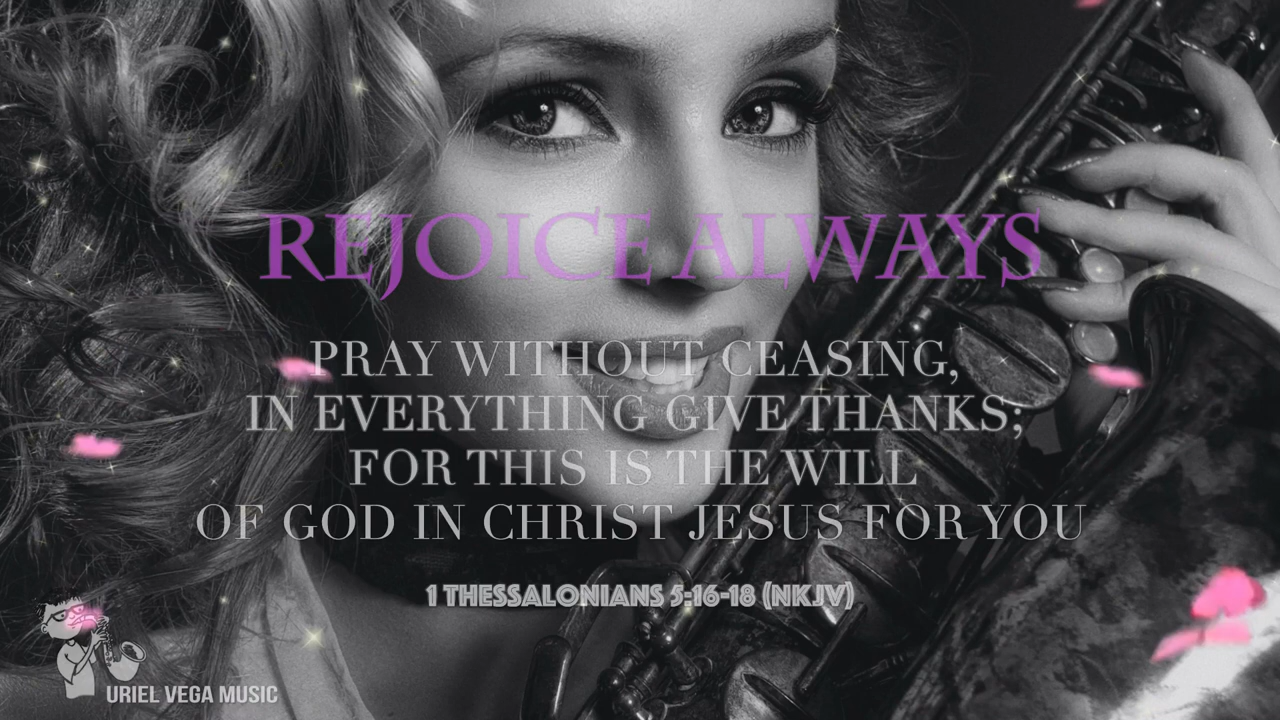 REJOICE ALWAYS
PRAY WITHOUT CEASING,
IN EVERYTHING GIVE THANKS;
FOR THIS IS THE WILL
OF GOD IN CHRIST JESUS FOR YOU
1 THESSALONIANS 5:16-18 (NKJV)
URIEL VEGA MUSIC